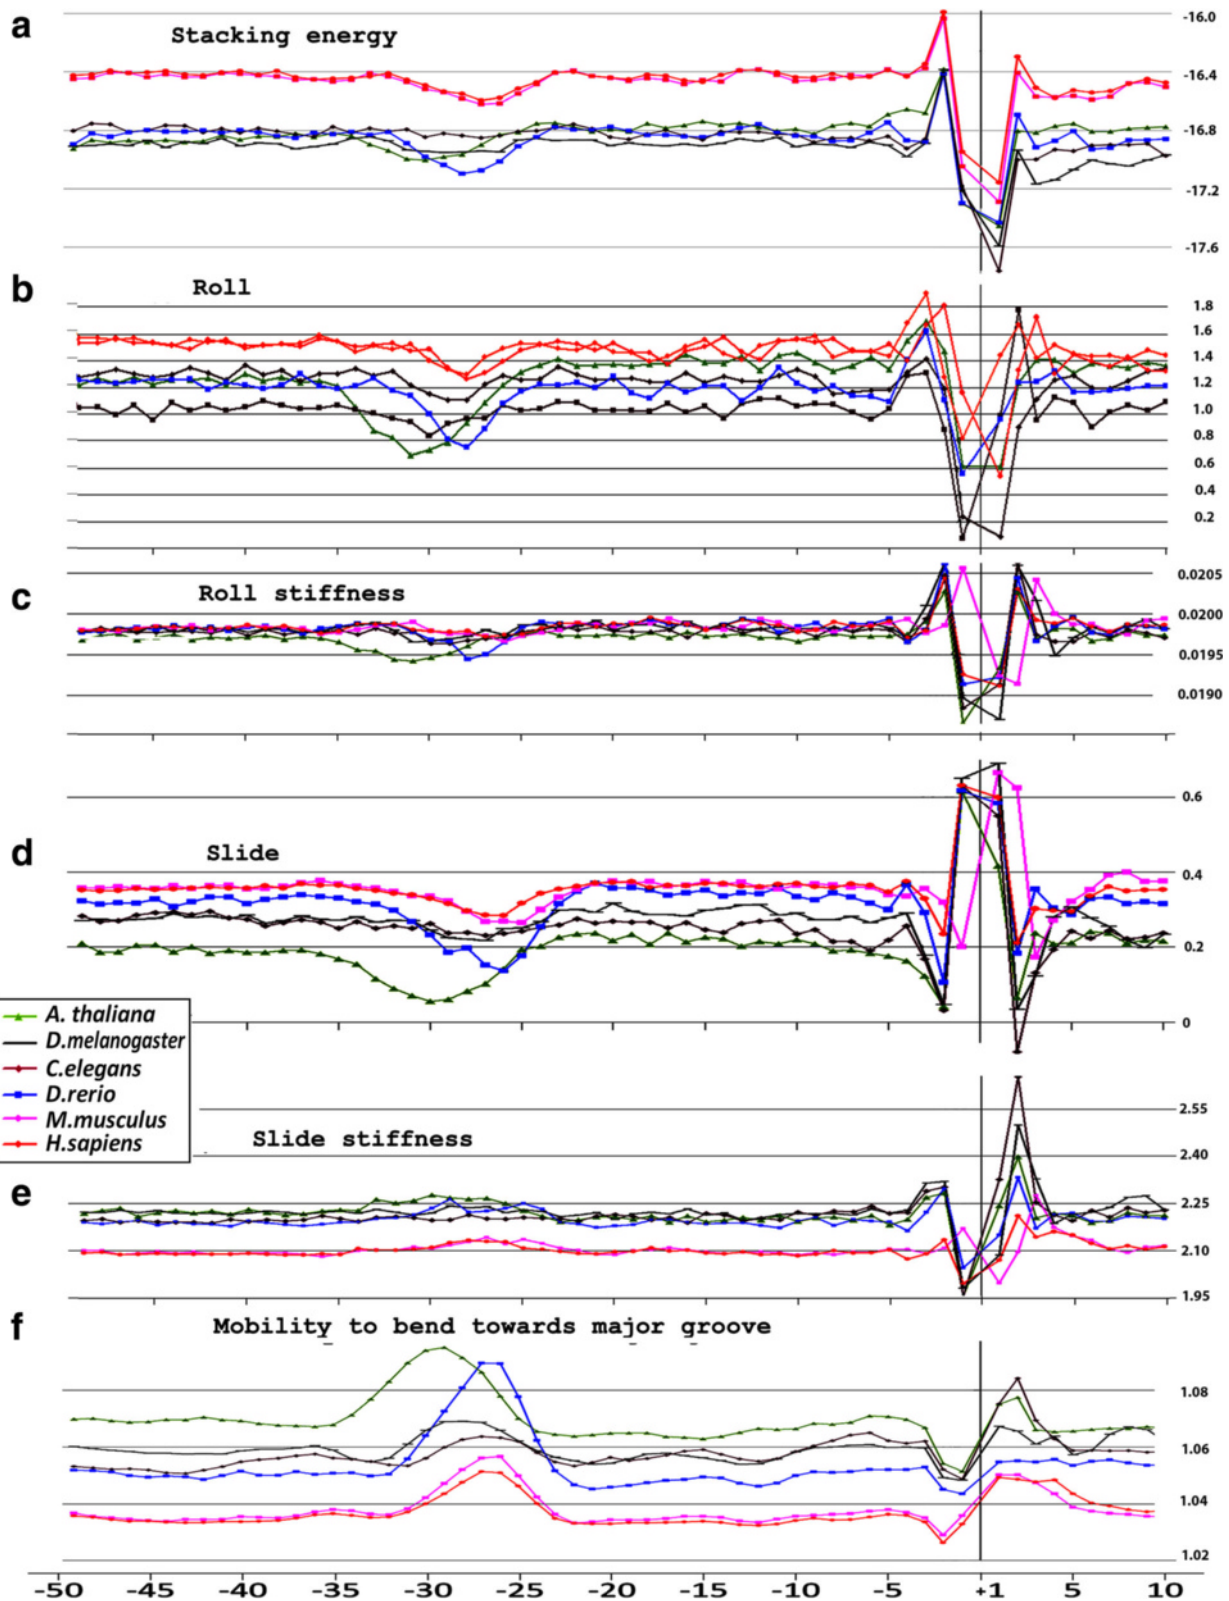 a
Stacking energy
-16.0
-16.4
-16.8
-17.2
-17.6
b
Roll
1.8
1.6
1.4
1.2
1.0
0.8
0.6
0.4
0.2
c
Roll stiffness
0.0205
0.0200
0.0195
0.0190
d
Slide
0.6
0.4
0.2
0
A. thaliana
D.melanogaster
C.elegans
D.rerio
M.musculus
H.sapiens
e
Slide stiffness
2.55
2.40
2.25
2.10
1.95
f
Mobility to bend towards major groove
1.08
1.06
1.04
1.02
-50 -45 -40 -35 -30 -25 -20 -15 -10 -5 +1 5 10